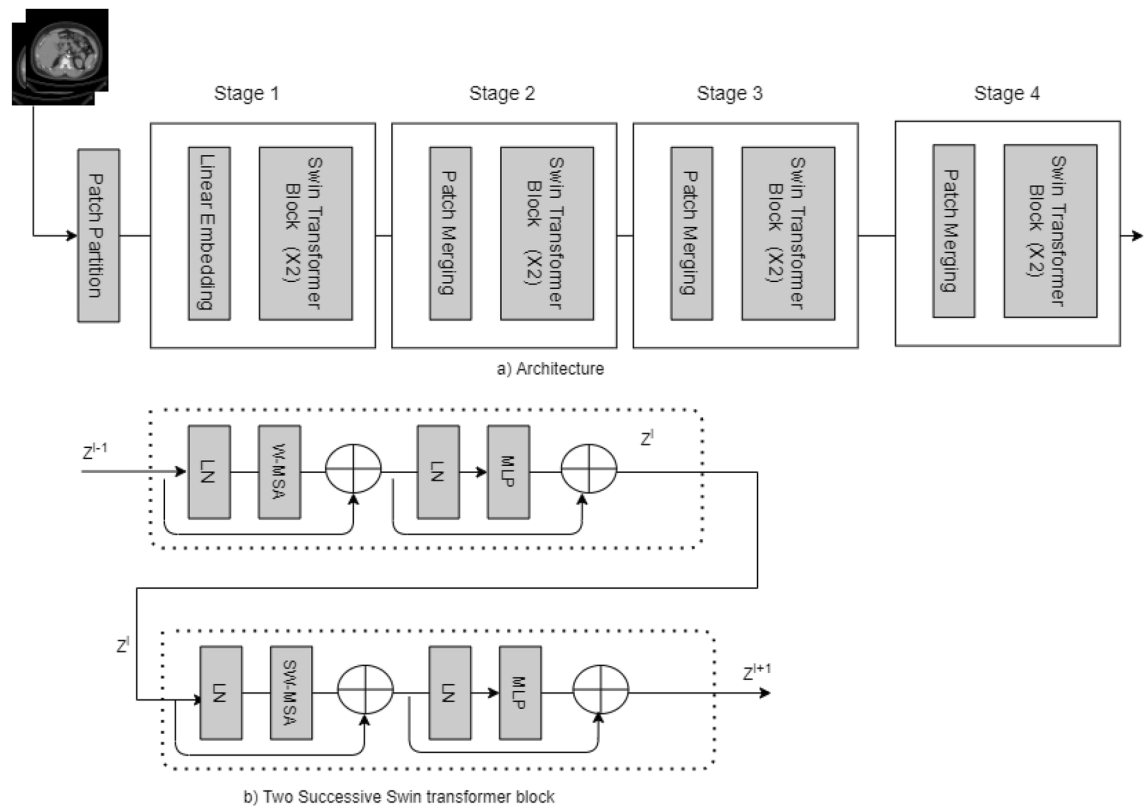 Stage 1
Stage 2
Stage 3
Stage 4
Patch Partition
Linear Embedding
Swin Transformer
Block (X2)
Patch Merging
Swin Transformer
Block (X2)
Patch Merging
Swin Transformer
Block (X2)
Patch Merging
Swin Transformer
Block (X2)
a) Architecture
Z^{l-1}
LN
W-MSA
LN
MLP
Z^l
Z^l
LN
SW-MSA
LN
MLP
Z^{l+1}
b) Two Successive Swin transformer block